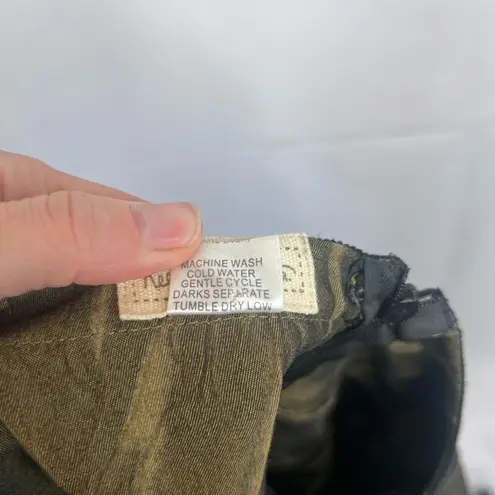 MACHINE WASH
COLD WATER
GENTLE CYCLE
DARKS SEPARATE
TUMBLE DRY LOW